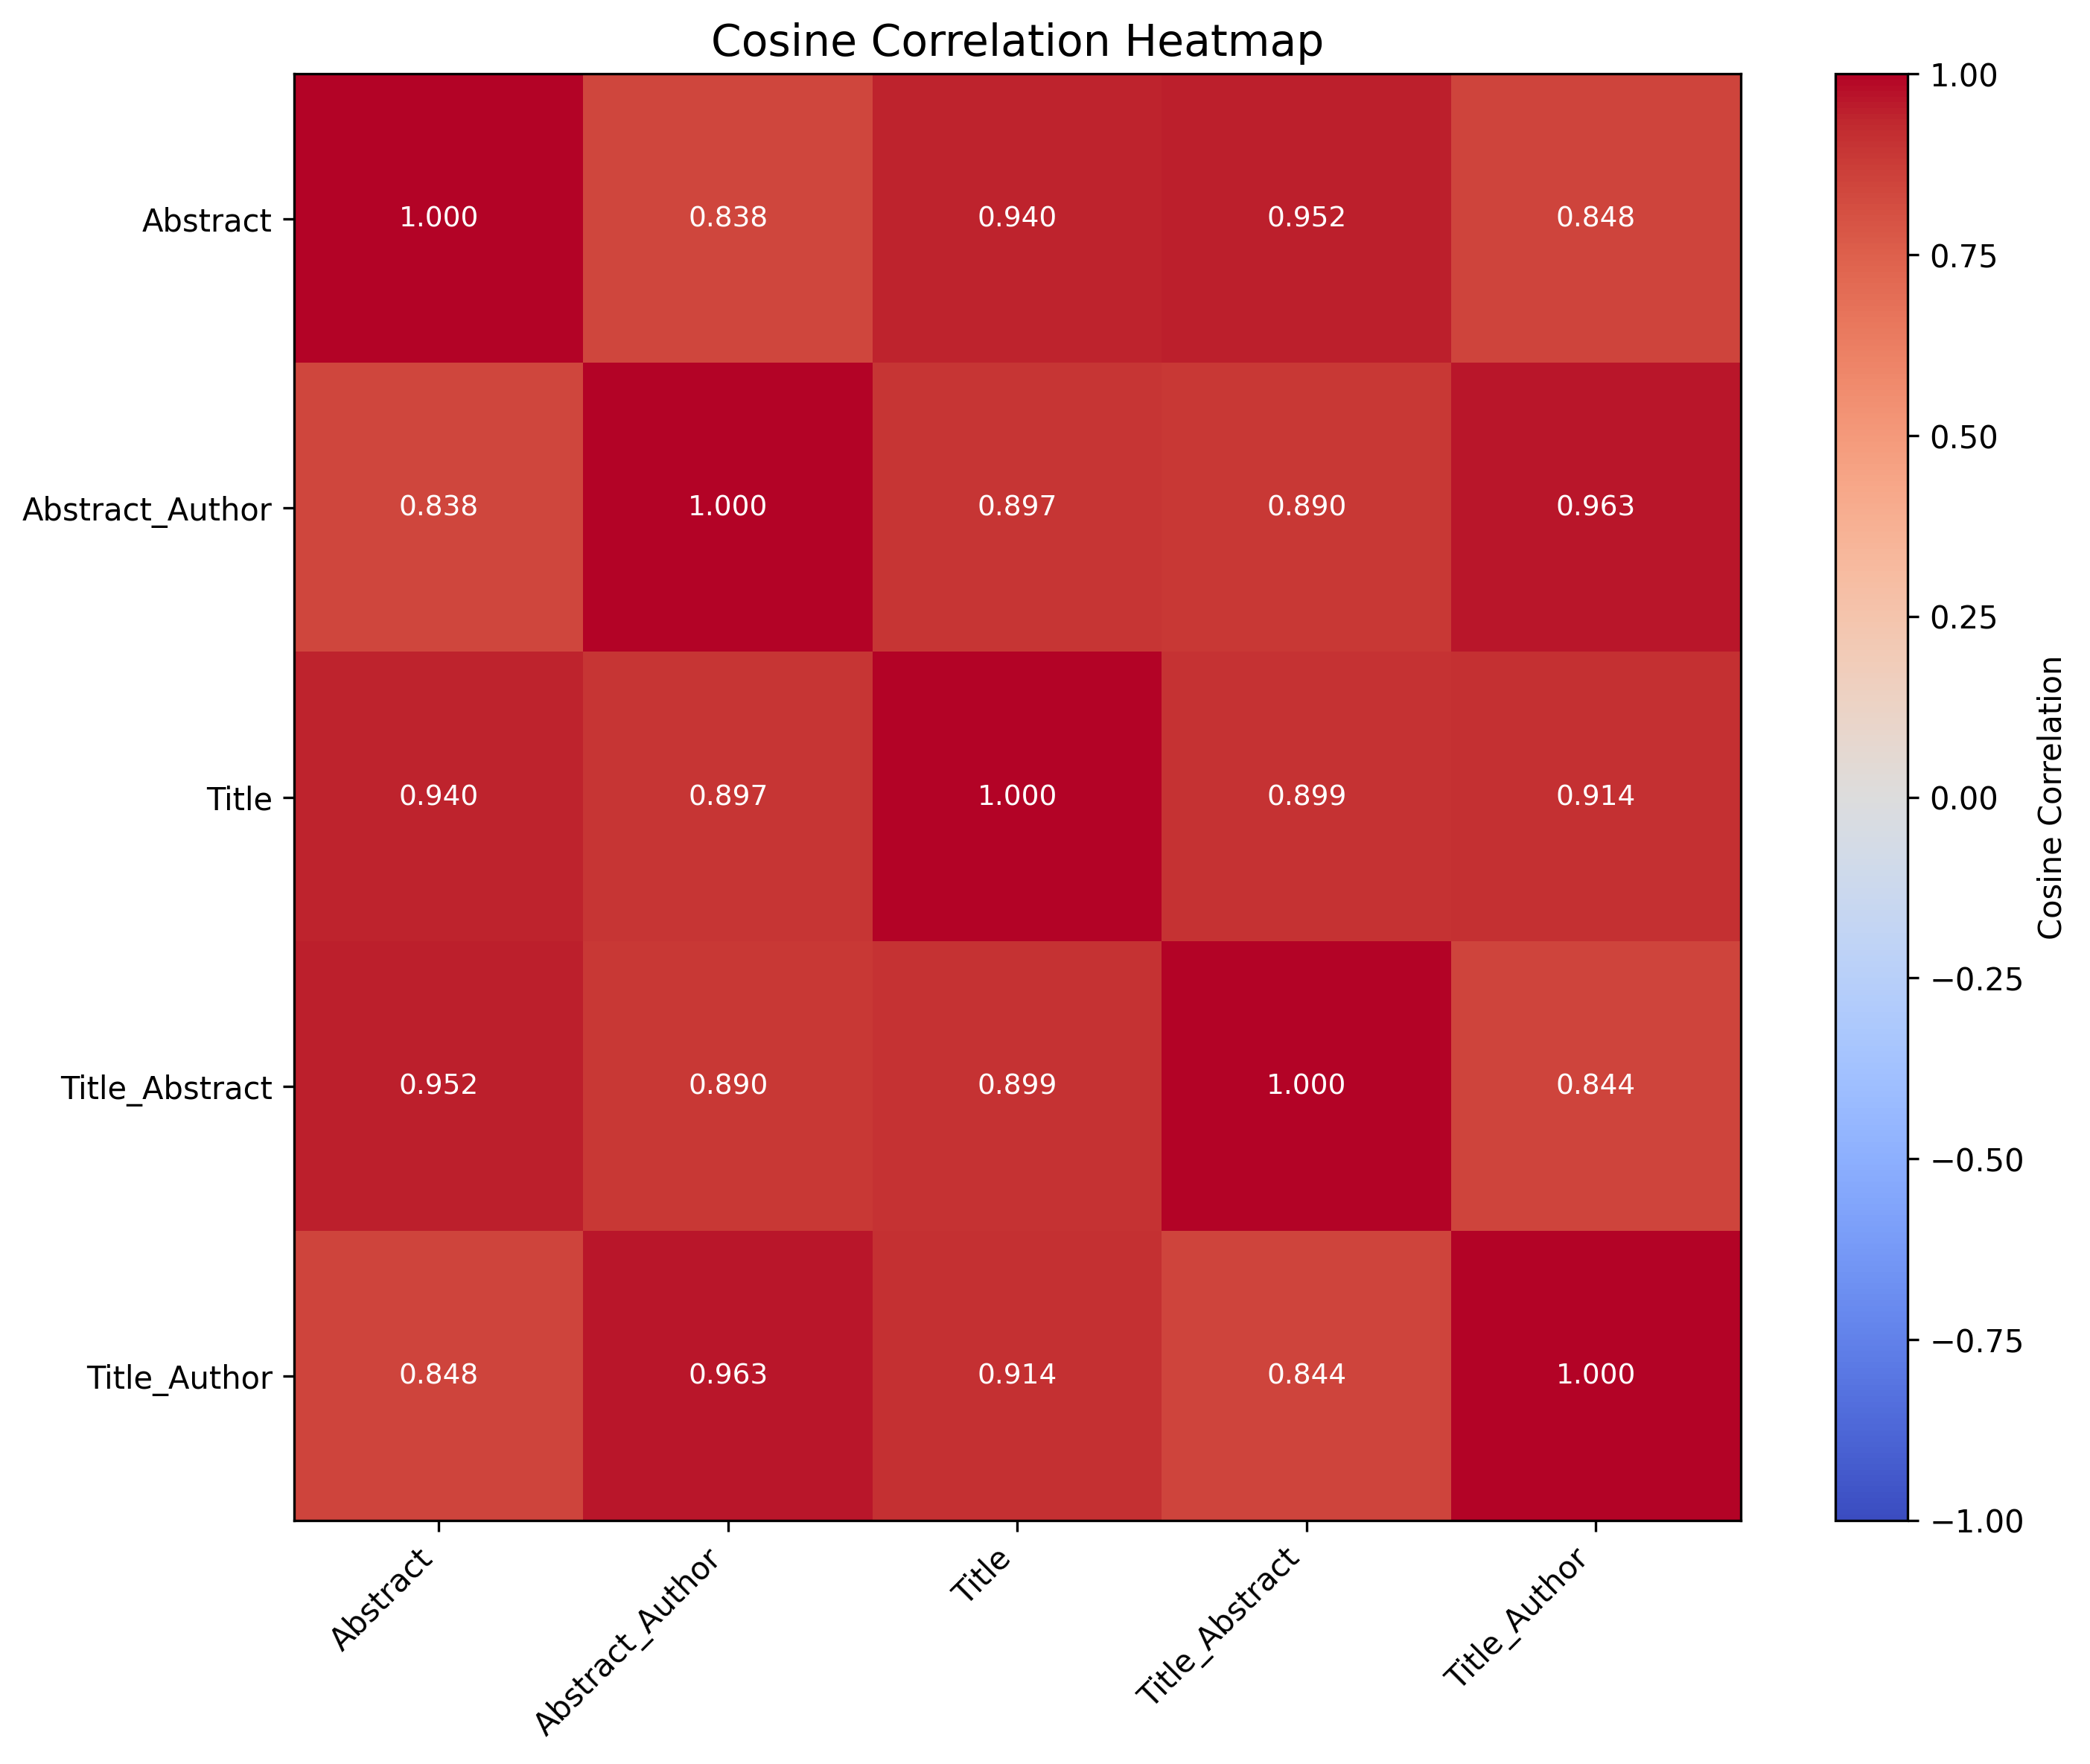 Cosine Correlation Heatmap
Abstract 1.000 0.838 0.940 0.952 0.848
Abstract_Author 0.838 1.000 0.897 0.890 0.963
Title 0.940 0.897 1.000 0.899 0.914
Title_Abstract 0.952 0.890 0.899 1.000 0.844
Title_Author 0.848 0.963 0.914 0.844 1.000
Abstract
Abstract_Author
Title
Title_Abstract
Title_Author
1.00
0.75
0.50
0.25
0.00
−0.25
−0.50
−0.75
−1.00
Cosine Correlation